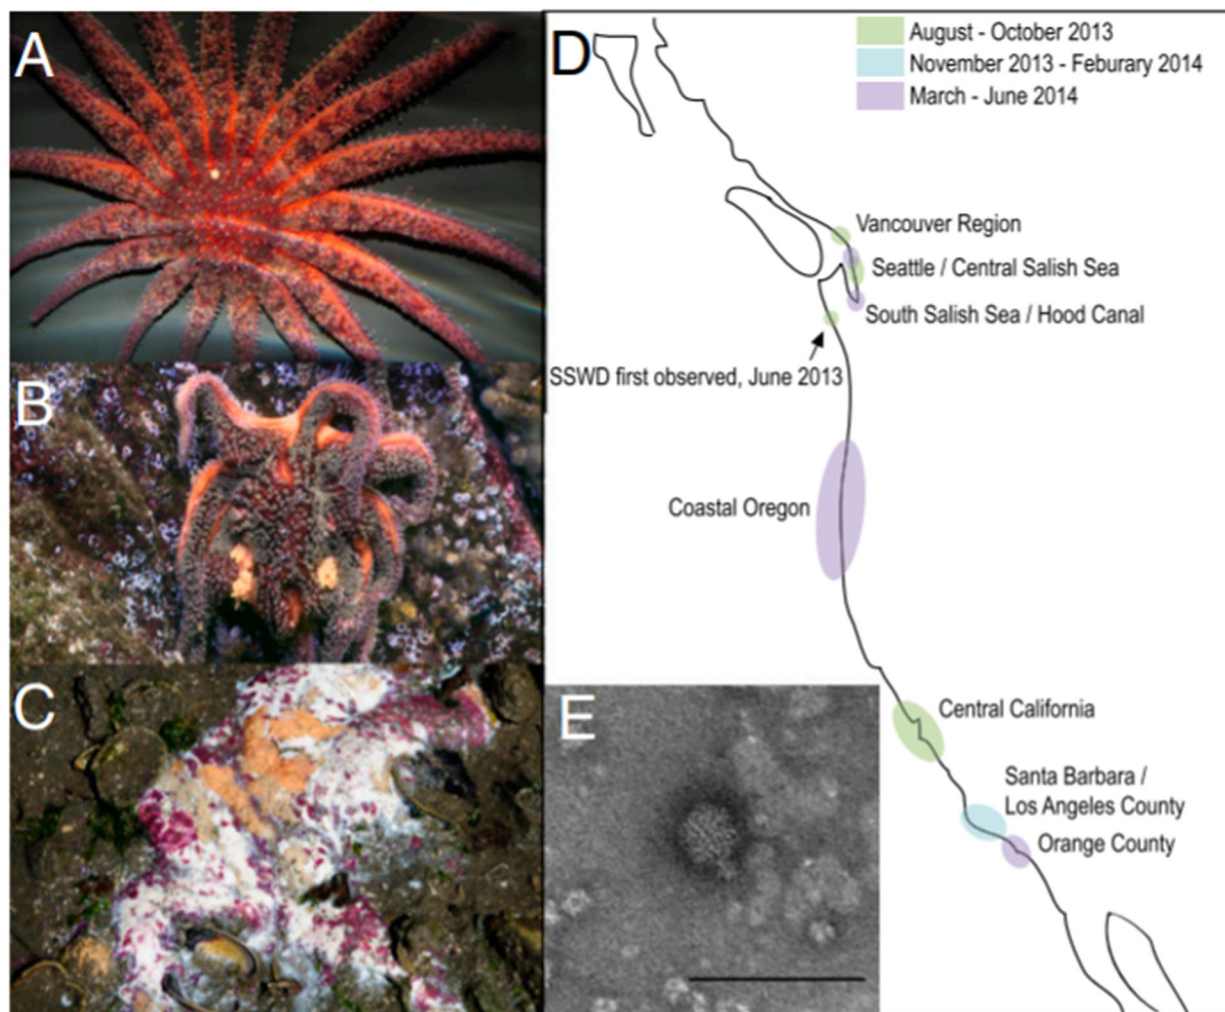 A
B
C
D
August - October 2013
November 2013 - Feburary 2014
March - June 2014
Vancouver Region
Seattle / Central Salish Sea
South Salish Sea / Hood Canal
SSWD first observed, June 2013
Coastal Oregon
Central California
Santa Barbara /
Los Angeles County
Orange County
E